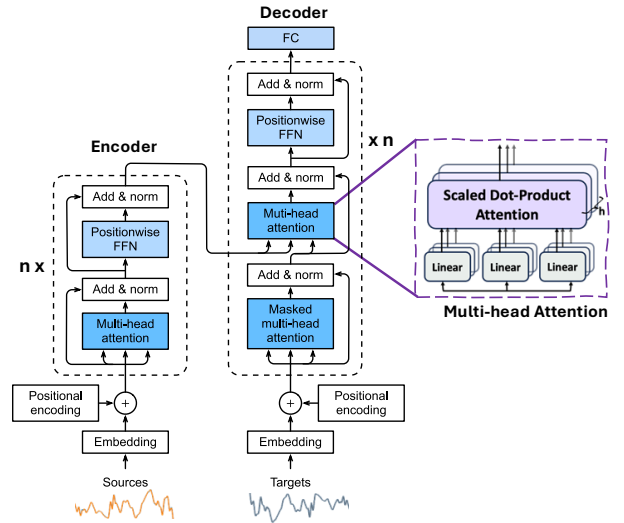 Decoder
FC
Add & norm
Positionwise
FFN
x n
Add & norm
Muti-head
attention
Add & norm
Masked
multi-head
attention
Positional
encoding
+
Embedding
Targets
Encoder
Add & norm
Positionwise
FFN
n x
Add & norm
Multi-head
attention
Positional
encoding
+
Embedding
Sources
Scaled Dot-Product
Attention
h
Linear
Linear
Linear
Multi-head Attention